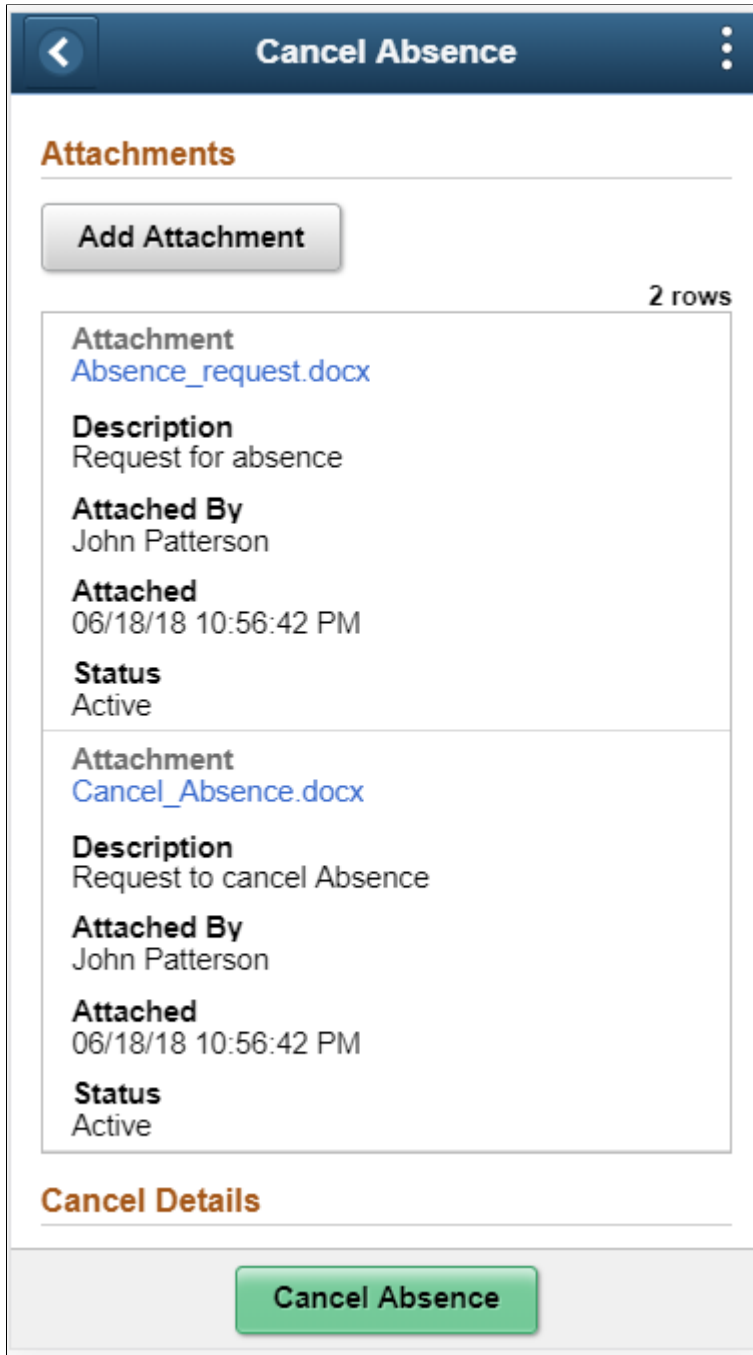 Cancel Absence
Attachments
Add Attachment
2 rows
Attachment
Absence_request.docx
Description
Request for absence
Attached By
John Patterson
Attached
06/18/18 10:56:42 PM
Status
Active
Attachment
Cancel_Absence.docx
Description
Request to cancel Absence
Attached By
John Patterson
Attached
06/18/18 10:56:42 PM
Status
Active
Cancel Details
Cancel Absence